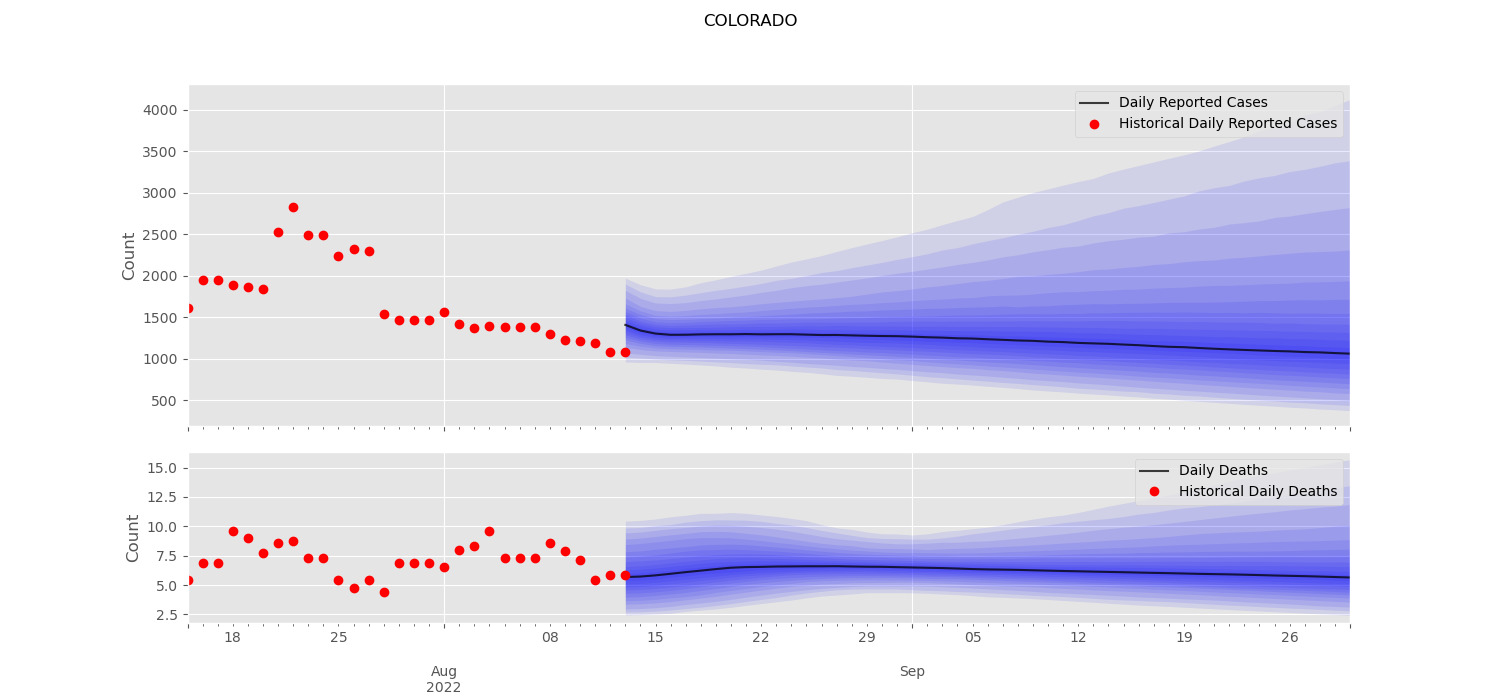 COLORADO
4000
3500
3000
2500
2000
1500
1000
500
Count
Daily Reported Cases
Historical Daily Reported Cases
15.0
12.5
10.0
7.5
5.0
2.5
Count
Daily Deaths
Historical Daily Deaths
18 25 08 15 22 29 05 12 19 26
Aug Sep
2022